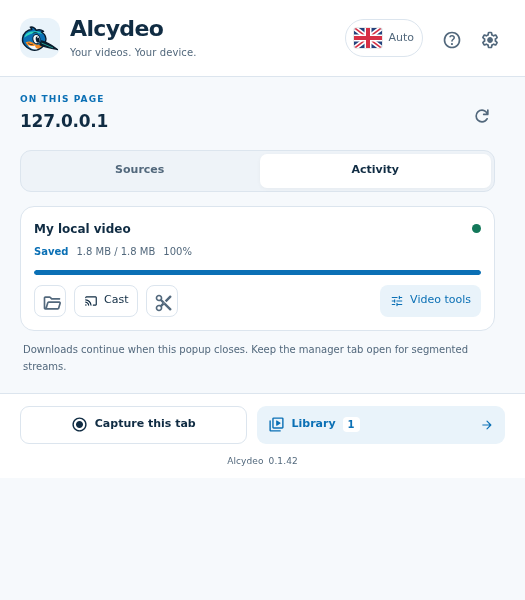 Alcydeo
Your videos. Your device.
Auto
ON THIS PAGE
127.0.0.1
Sources
Activity
My local video
Saved 1.8 MB / 1.8 MB 100%
Cast
Video tools
Downloads continue when this popup closes. Keep the manager tab open for segmented
streams.
Capture this tab
Library 1
Alcydeo 0.1.42